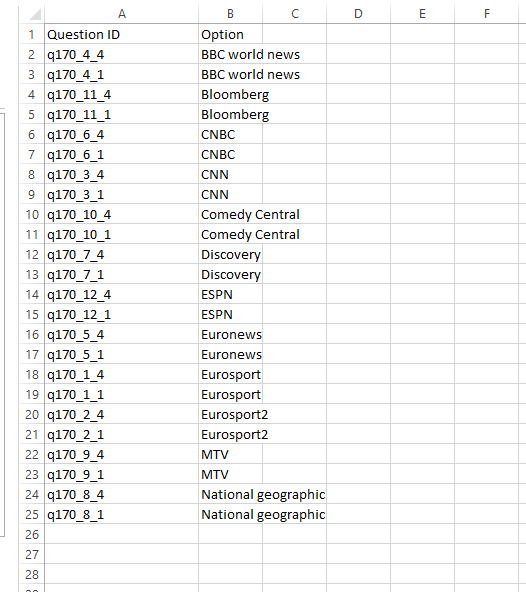 A B C D E F
1 Question ID Option
2 q170_4_4 BBC world news
3 q170_4_1 BBC world news
4 q170_11_4 Bloomberg
5 q170_11_1 Bloomberg
6 q170_6_4 CNBC
7 q170_6_1 CNBC
8 q170_3_4 CNN
9 q170_3_1 CNN
10 q170_10_4 Comedy Central
11 q170_10_1 Comedy Central
12 q170_7_4 Discovery
13 q170_7_1 Discovery
14 q170_12_4 ESPN
15 q170_12_1 ESPN
16 q170_5_4 Euronews
17 q170_5_1 Euronews
18 q170_1_4 Eurosport
19 q170_1_1 Eurosport
20 q170_2_4 Eurosport2
21 q170_2_1 Eurosport2
22 q170_9_4 MTV
23 q170_9_1 MTV
24 q170_8_4 National geographic
25 q170_8_1 National geographic
26
27
28